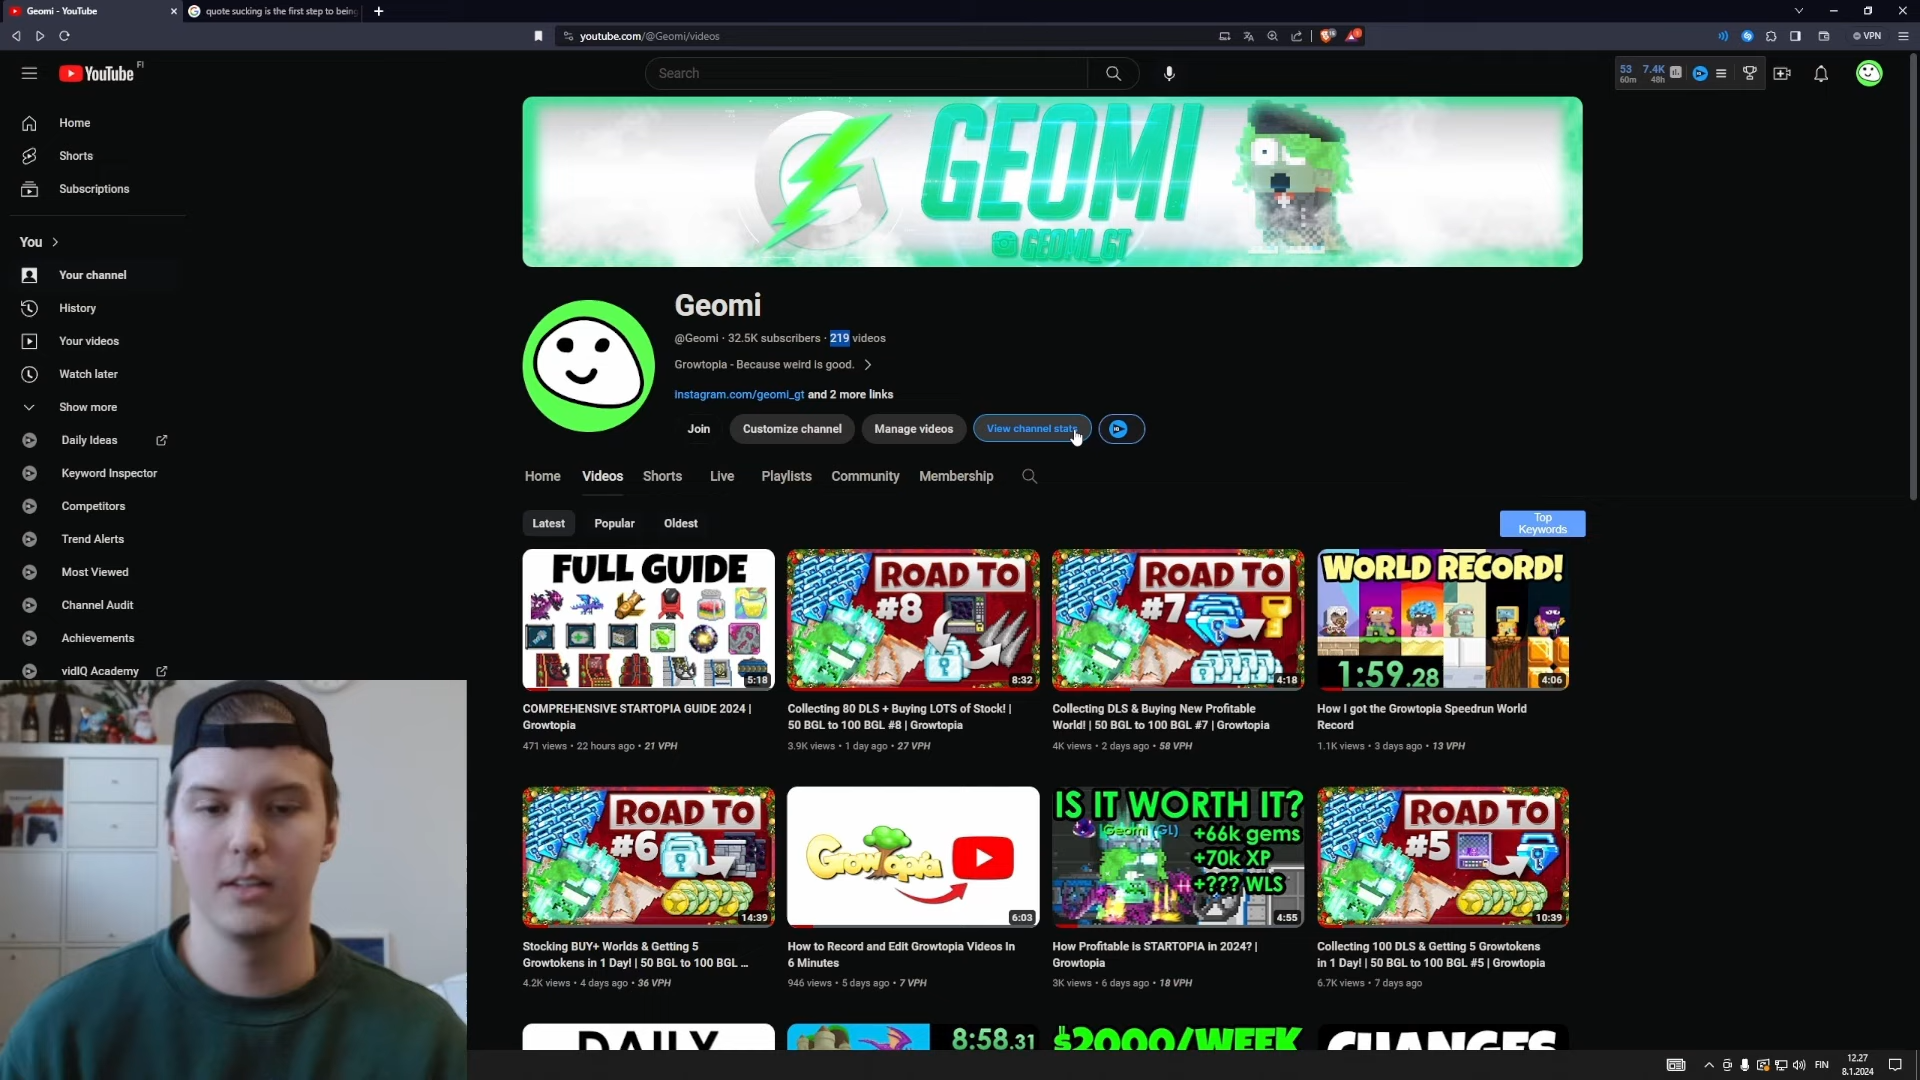 Geomi - YouTube
quote sucking is the first step to being
youtube.com/@Geomi/videos
VPN
YouTube FI
Search
53 60m
7.4K 48h
Home
Shorts
Subscriptions
You
Your channel
History
Your videos
Watch later
Show more
Daily Ideas
Keyword Inspector
Competitors
Trend Alerts
Most Viewed
Channel Audit
Achievements
vidIQ Academy
GEOMI
GEOMI_GT
Geomi
@Geomi · 32.5K subscribers · 219 videos
Growtopia - Because weird is good.
Instagram.com/geomi_gt and 2 more links
Join
Customize channel
Manage videos
View channel stats
Home
Videos
Shorts
Live
Playlists
Community
Membership
Latest
Popular
Oldest
Top
Keywords
FULL GUIDE
5:18
COMPREHENSIVE STARTOPIA GUIDE 2024 |
Growtopia
471 views • 22 hours ago • 21 VPH
ROAD TO
#8
8:32
Collecting 80 DLS + Buying LOTS of Stock! |
50 BGL to 100 BGL #8 | Growtopia
3.9K views • 1 day ago • 27 VPH
ROAD TO
#7
4:18
Collecting DLS & Buying New Profitable
World! | 50 BGL to 100 BGL #7 | Growtopia
4K views • 2 days ago • 58 VPH
WORLD RECORD!
1:59.28
4:06
How I got the Growtopia Speedrun World
Record
1.1K views • 3 days ago • 13 VPH
ROAD TO
#6
14:39
Stocking BUY+ Worlds & Getting 5
Growtokens in 1 Day! | 50 BGL to 100 BGL ...
4.2K views • 4 days ago • 36 VPH
Growtopia
6:03
How to Record and Edit Growtopia Videos In
6 Minutes
946 views • 5 days ago • 7 VPH
IS IT WORTH IT?
Geomi (GL)
+66k gems
+70k XP
+??? WLS
4:55
How Profitable is STARTOPIA in 2024? |
Growtopia
3K views • 6 days ago • 18 VPH
ROAD TO
#5
10:39
Collecting 100 DLS & Getting 5 Growtokens
in 1 Day! | 50 BGL to 100 BGL #5 | Growtopia
6.7K views • 7 days ago
DAILY
8:58.31
$2000/WEEK
CHANGES
FIN
12.27
8.1.2024